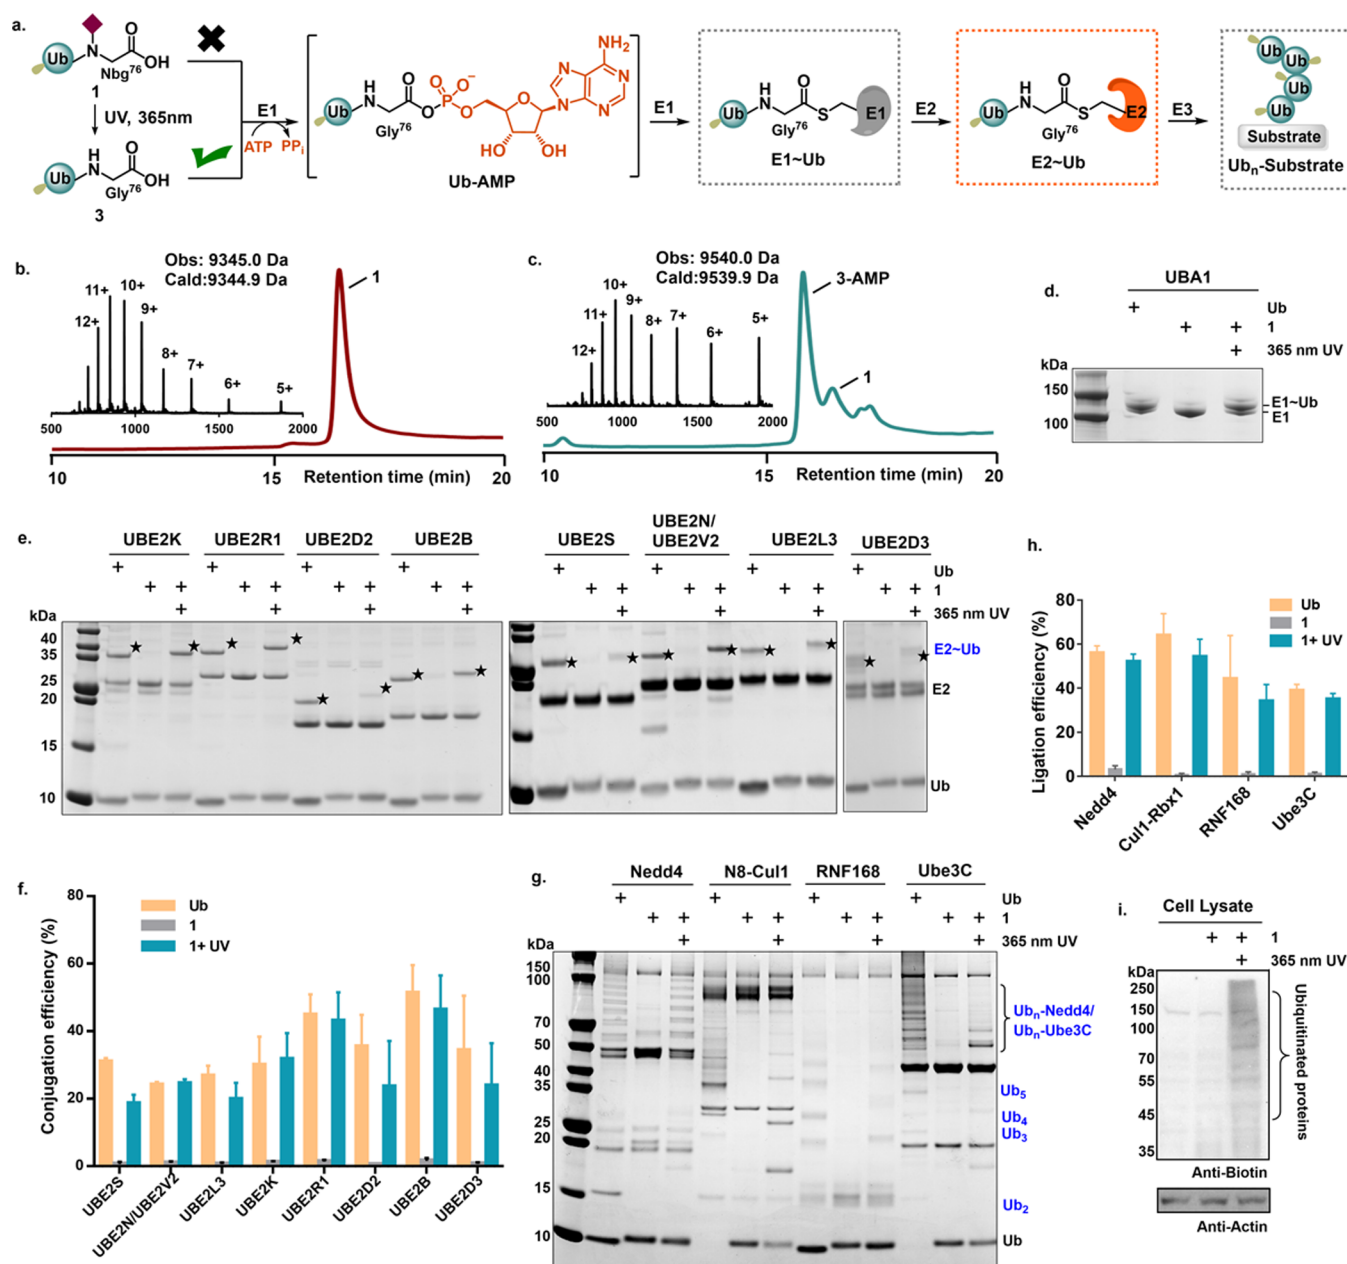 a.
Ub
N
OH
O
Nbg76
1
UV, 365nm
Ub
H
N
O
OH
Gly76
3
E1
ATP
PPi
Ub
H
N
O
Gly76
O
P
O
O−
O
O
HO
OH
N
N
N
N
NH2
Ub-AMP
E1
Ub
H
N
O
S
E1
Gly76
E1~Ub
E2
Ub
H
N
O
S
E2
Gly76
E2~Ub
E3
Ub
Ub
Ub
Ub
Substrate
Ubn-Substrate
b.
Obs: 9345.0 Da
Cald:9344.9 Da
12+ 11+ 10+ 9+ 8+ 7+ 6+ 5+
500 1000 1500 2000
1
10 15 20
Retention time (min)
c.
Obs: 9540.0 Da
Cald:9539.9 Da
12+ 11+ 10+ 9+ 8+ 7+ 6+ 5+
500 1000 1500 2000
3-AMP
1
10 15 20
Retention time (min)
d.
UBA1
+ Ub
+ + 1
+ 365 nm UV
kDa
150
100
E1~Ub
E1
e.
UBE2K UBE2R1 UBE2D2 UBE2B
+ + + +
+ + + + + + + +
+ + + +
kDa
40
35
25
20
15
10
UBE2S UBE2N/UBE2V2 UBE2L3 UBE2D3
+ + + + Ub
+ + + + + + + + 1
+ + + + 365 nm UV
E2~Ub
E2
Ub
h.
Ub
1
1+ UV
Ligation efficiency (%)
80
60
40
20
0
Nedd4 Cul1-Rbx1 RNF168 Ube3C
f.
Ub
1
1+ UV
Conjugation efficiency (%)
80
60
40
20
0
UBE2S UBE2N/UBE2V2 UBE2L3 UBE2K UBE2R1 UBE2D2 UBE2B UBE2D3
g.
Nedd4 N8-Cul1 RNF168 Ube3C
+ + + + Ub
+ + + + + + + + 1
+ + + + 365 nm UV
kDa
150
100
70
50
40
35
25
20
15
10
Ubn-Nedd4/
Ubn-Ube3C
Ub5
Ub4
Ub3
Ub2
Ub
i.
Cell Lysate
+ + 1
+ 365 nm UV
kDa
250
150
100
70
55
45
35
Ubiquitinated proteins
Anti-Biotin
Anti-Actin